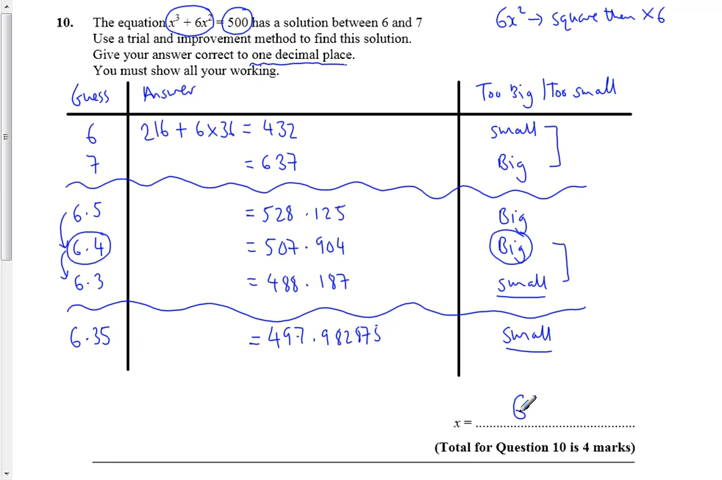 10. The equation x³ + 6x² = 500 has a solution between 6 and 7
6x² → square then × 6
Use a trial and improvement method to find this solution.
Give your answer correct to one decimal place.
You must show all your working.
Guess Answer Too Big | Too small
6 216 + 6×36 = 432 small
7 = 637 Big
6.5 = 528.125 Big
6.4 = 507.904 Big
6.3 = 488.187 small
6.35 = 497.982875 small
x = 6
(Total for Question 10 is 4 marks)